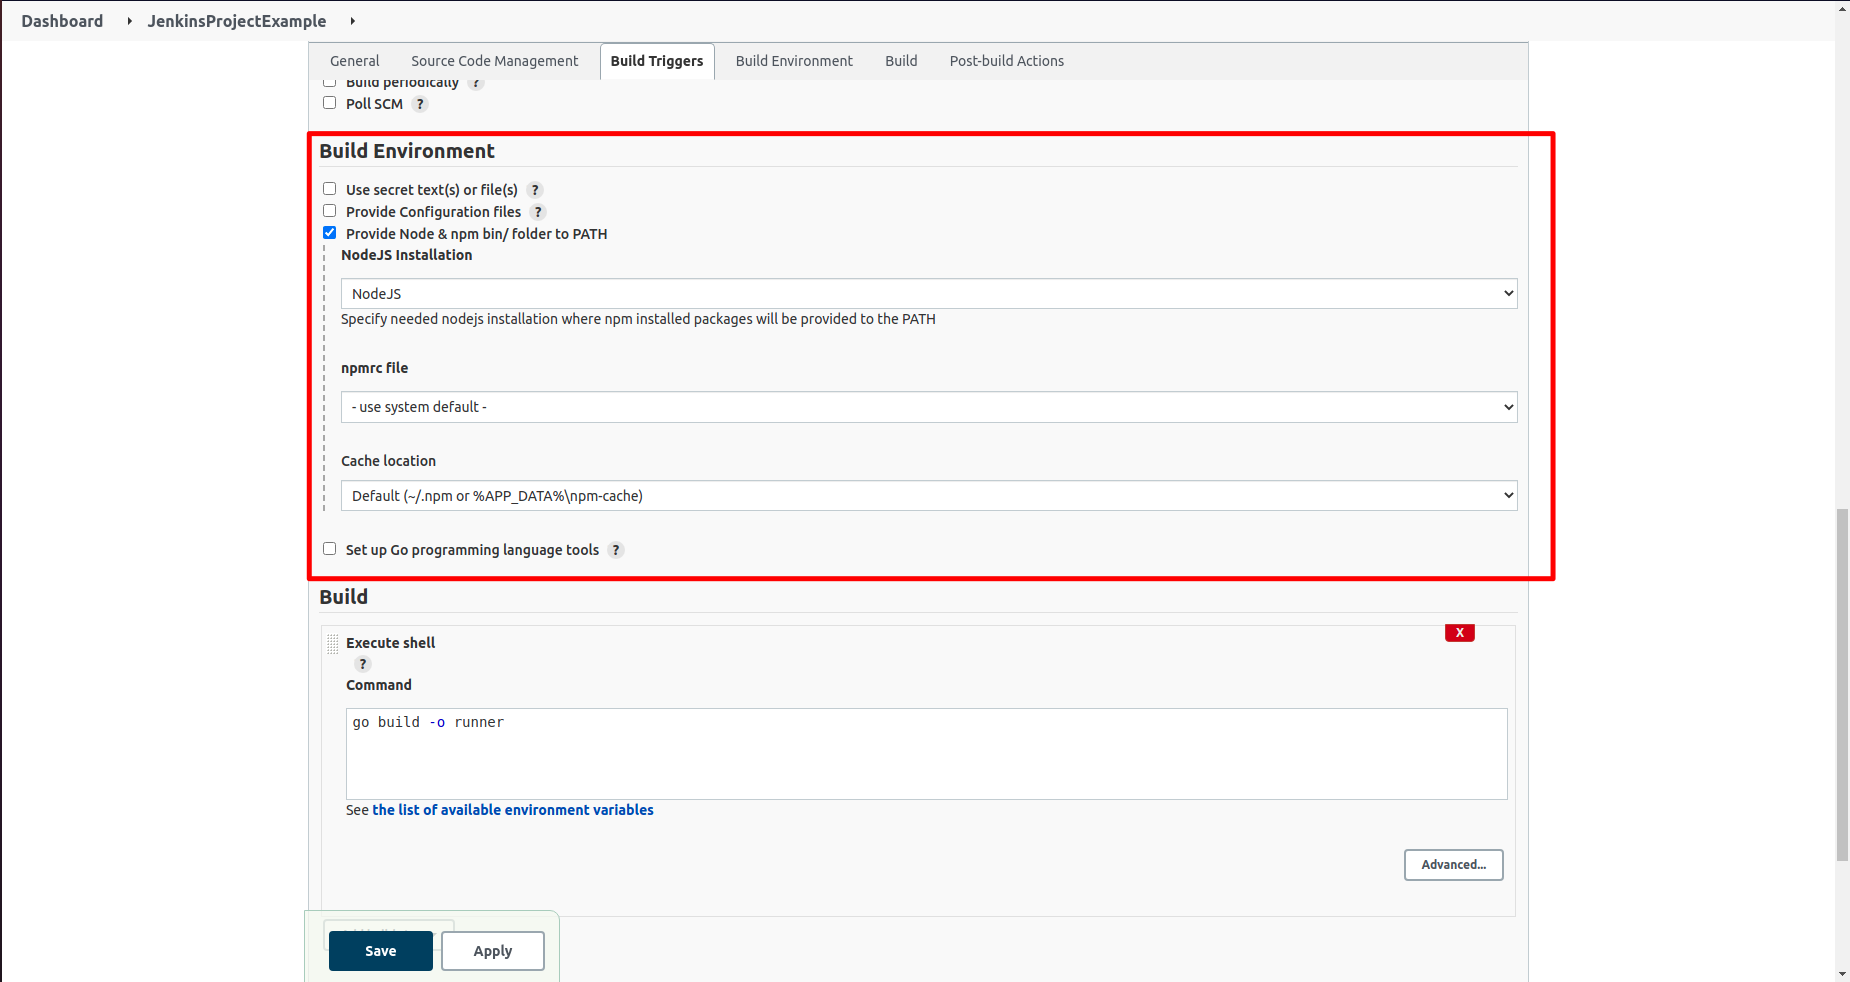 Dashboard JenkinsProjectExample
General Source Code Management Build Triggers Build Environment Build Post-build Actions
Build periodically ?
Poll SCM ?
Build Environment
Use secret text(s) or file(s) ?
Provide Configuration files ?
Provide Node & npm bin/ folder to PATH
NodeJS Installation
NodeJS
Specify needed nodejs installation where npm installed packages will be provided to the PATH
npmrc file
- use system default -
Cache location
Default (~/.npm or %APP_DATA%\npm-cache)
Set up Go programming language tools ?
Build
X
Execute shell
?
Command
go build -o runner
See the list of available environment variables
Advanced...
Save Apply